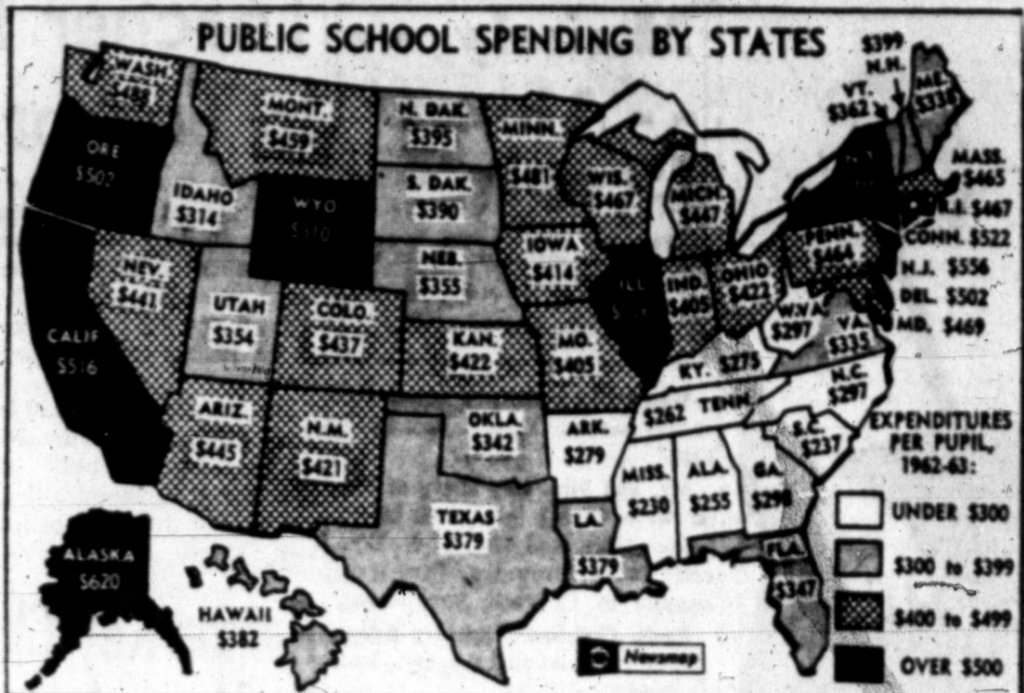 PUBLIC SCHOOL SPENDING BY STATES
WASH.
$488
ORE
$502
CALIF
$516
IDAHO
$314
NEV.
$441
MONT.
$459
WYO
UTAH
$354
COLO.
$437
ARIZ.
$445
N.M.
$421
N. DAK.
$395
S. DAK.
$390
NEB.
$355
KAN.
$422
OKLA.
$342
TEXAS
$379
MINN.
$481
IOWA
$414
MO.
$405
ARK.
$279
LA.
$379
WIS.
$467
ILL
MICH.
$447
IND.
$405
OHIO
$422
KY. $275
$262 TENN.
MISS.
$230
ALA.
$255
GA.
FLA.
$347
S.C.
$237
N.C.
$297
W.VA.
$297
VA.
$335
PENN.
$464
N.Y.
VT.
$362
$399
N.H.
ME.
MASS.
$465
R.I. $467
CONN. $522
N.J. $556
DEL. $502
MD. $469
ALASKA
$620
HAWAII
$382
EXPENDITURES
PER PUPIL,
1962-63:
UNDER $300
$300 to $399
$400 to $499
OVER $500
Newsmap